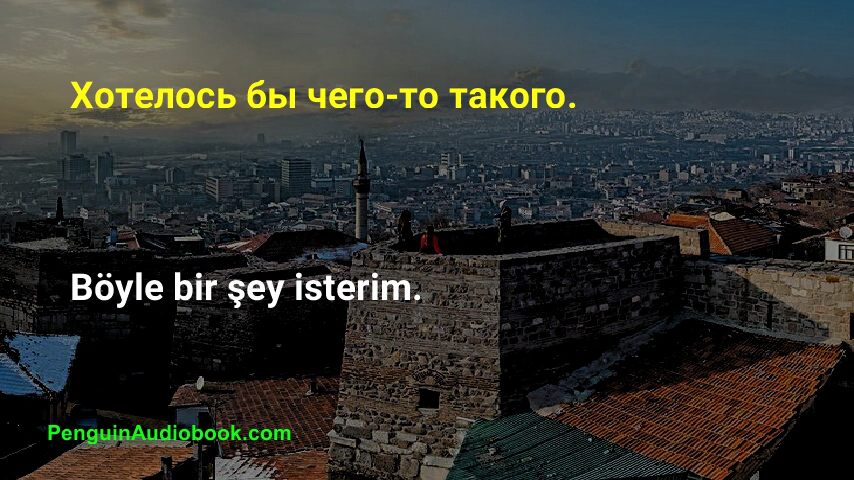 Хотелось бы чего-то такого.
Böyle bir şey isterim.
PenguinAudiobook.com